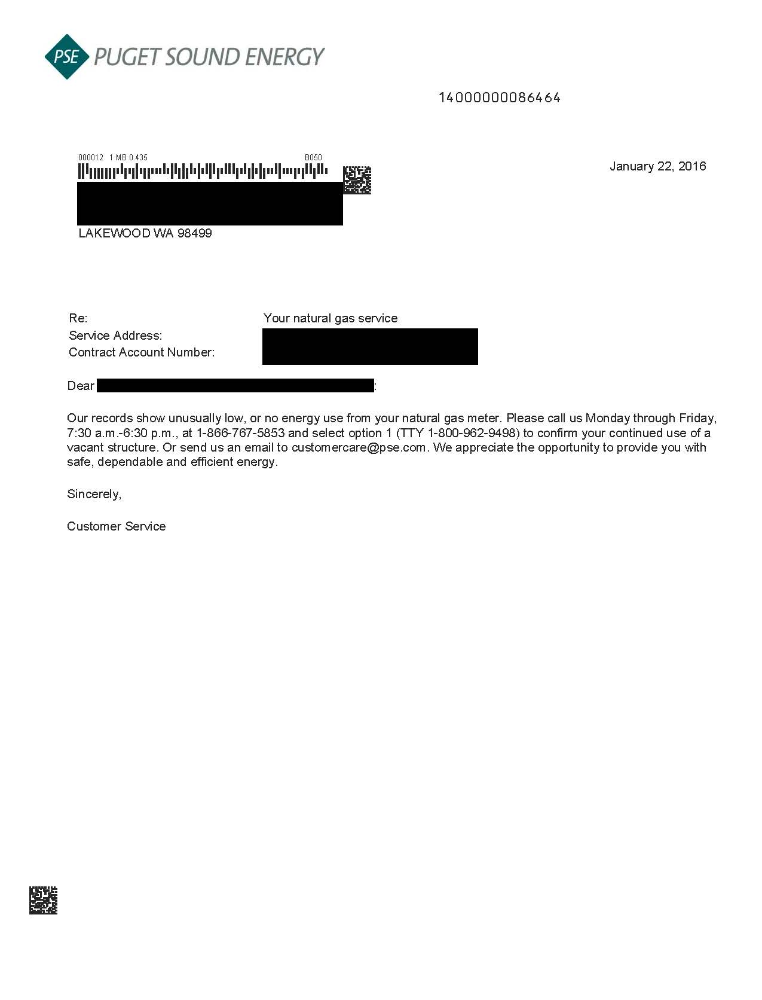 PSE PUGET SOUND ENERGY
14000000086464
000012 1 MB 0.435 B050
January 22, 2016
LAKEWOOD WA 98499
Re: Your natural gas service
Service Address:
Contract Account Number:
Dear :
Our records show unusually low, or no energy use from your natural gas meter. Please call us Monday through Friday,
7:30 a.m.-6:30 p.m., at 1-866-767-5853 and select option 1 (TTY 1-800-962-9498) to confirm your continued use of a
vacant structure. Or send us an email to customercare@pse.com. We appreciate the opportunity to provide you with
safe, dependable and efficient energy.
Sincerely,
Customer Service